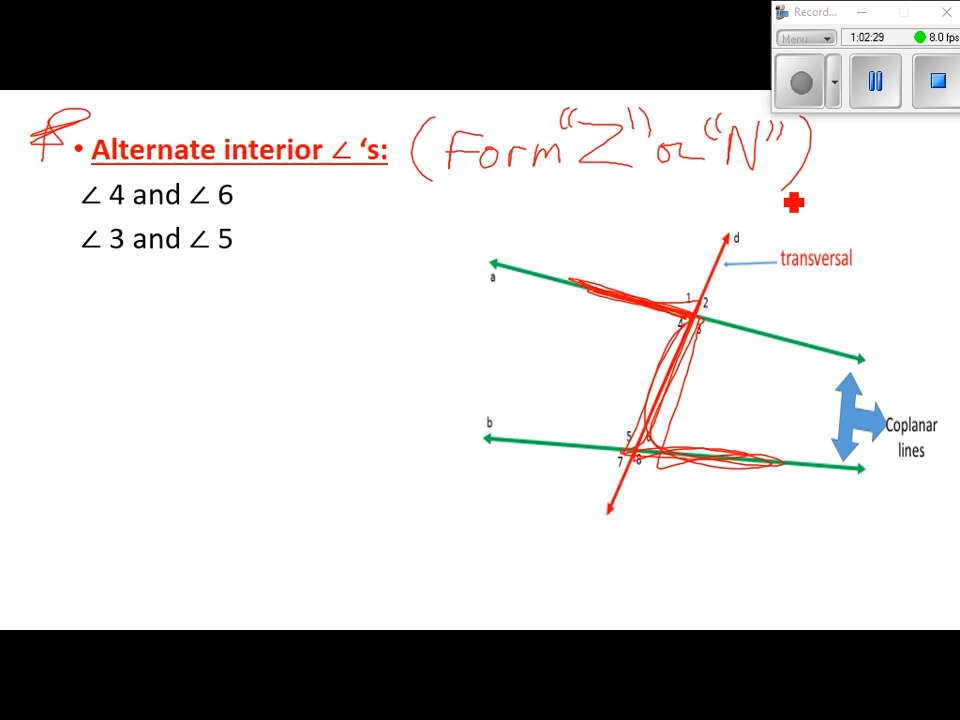 Record...
Menu
1:02:29
8.0 fps
• Alternate interior ∠ ‘s: (Form “Z” or “N”)
∠ 4 and ∠ 6
∠ 3 and ∠ 5
d
transversal
a
1
2
4
3
Coplanar
lines
b
5
6
7
8